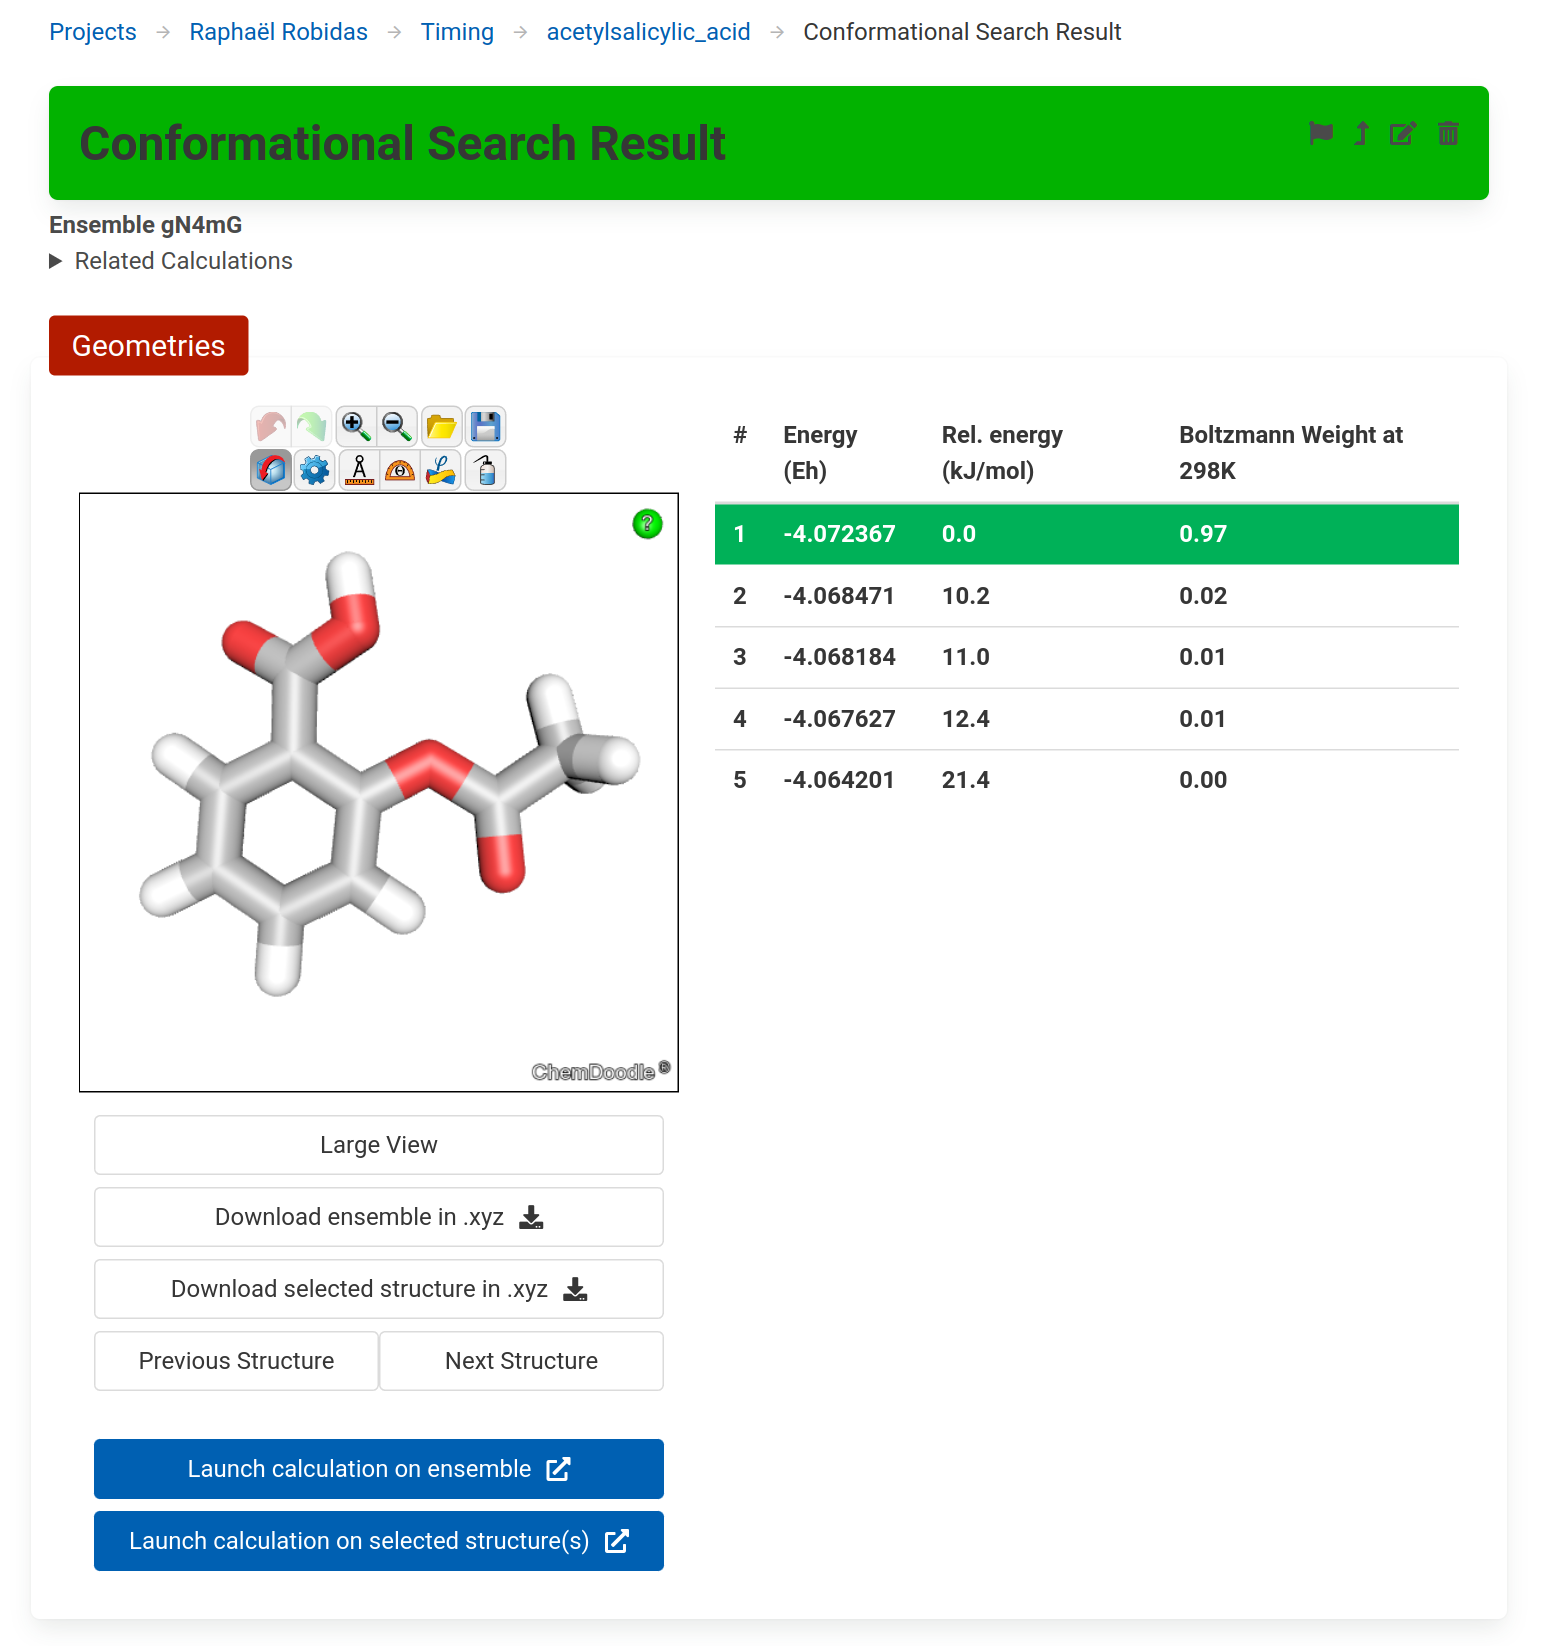 Projects → Raphaël Robidas → Timing → acetylsalicylic_acid → Conformational Search Result
Conformational Search Result
Ensemble gN4mG
▶ Related Calculations
Geometries
# Energy (Eh) Rel. energy (kJ/mol) Boltzmann Weight at 298K
1 -4.072367 0.0 0.97
2 -4.068471 10.2 0.02
3 -4.068184 11.0 0.01
4 -4.067627 12.4 0.01
5 -4.064201 21.4 0.00
?
ChemDoodle®
Large View
Download ensemble in .xyz
Download selected structure in .xyz
Previous Structure
Next Structure
Launch calculation on ensemble
Launch calculation on selected structure(s)